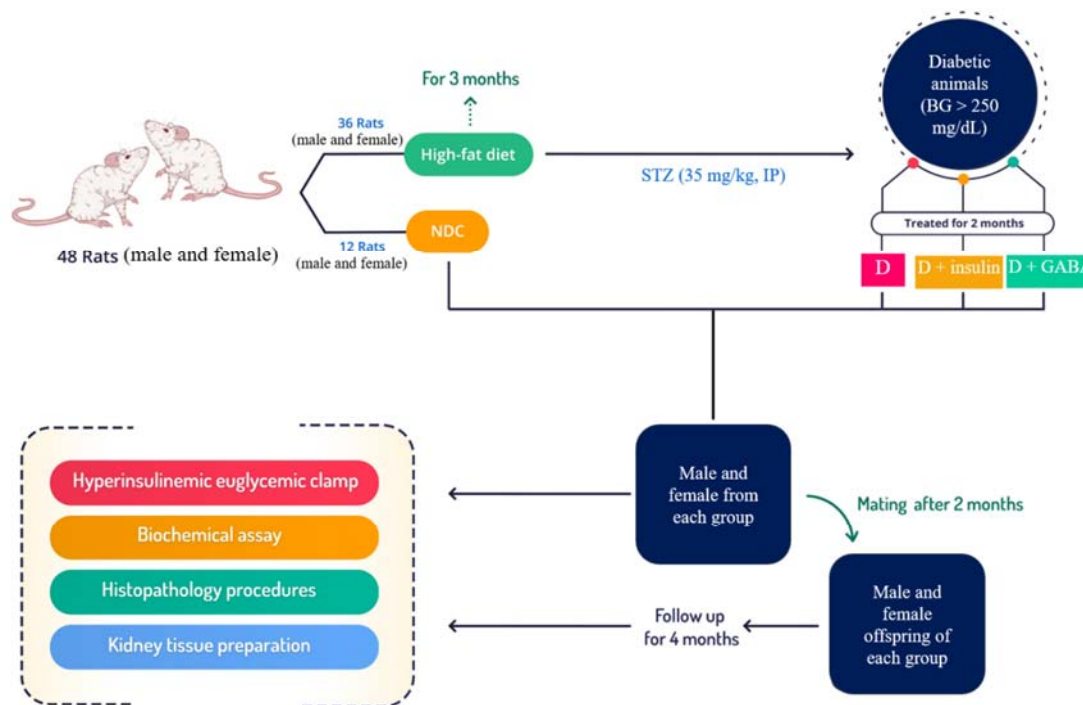 For 3 months
36 Rats
(male and female)
High-fat diet
STZ (35 mg/kg, IP)
Diabetic
animals
(BG > 250
mg/dL)
48 Rats (male and female)
NDC
12 Rats
(male and female)
Treated for 2 months
D
D + insulin
D + GABA
Hyperinsulinemic euglycemic clamp
Biochemical assay
Histopathology procedures
Kidney tissue preparation
Male and
female from
each group
Mating after 2 months
Follow up
for 4 months
Male and
female
offspring of
each group